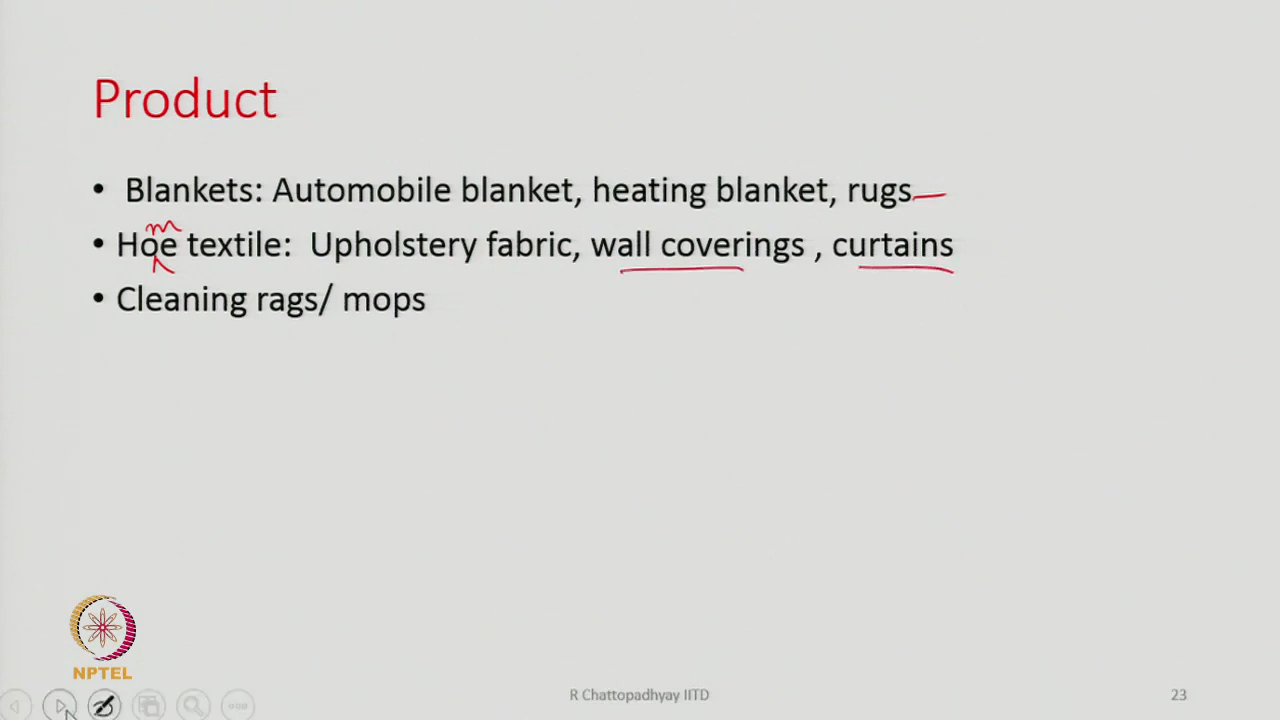 Product
• Blankets: Automobile blanket, heating blanket, rugs
m
• Hoe textile: Upholstery fabric, wall coverings , curtains
• Cleaning rags/ mops
NPTEL
R Chattopadhyay IITD
23